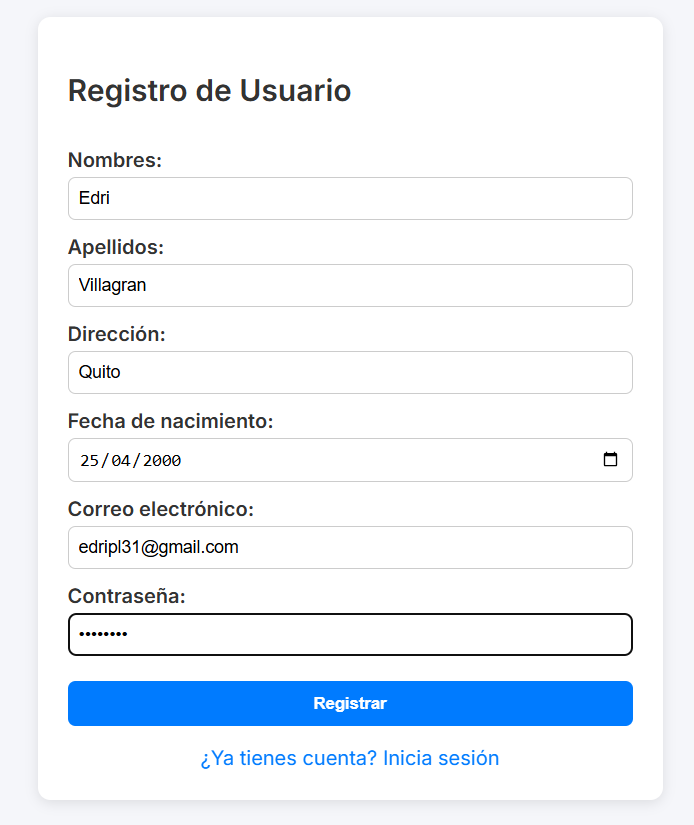 Registro de Usuario
Nombres:
Edri
Apellidos:
Villagran
Dirección:
Quito
Fecha de nacimiento:
25/04/2000
Correo electrónico:
edripl31@gmail.com
Contraseña:
••••••••
Registrar
¿Ya tienes cuenta? Inicia sesión